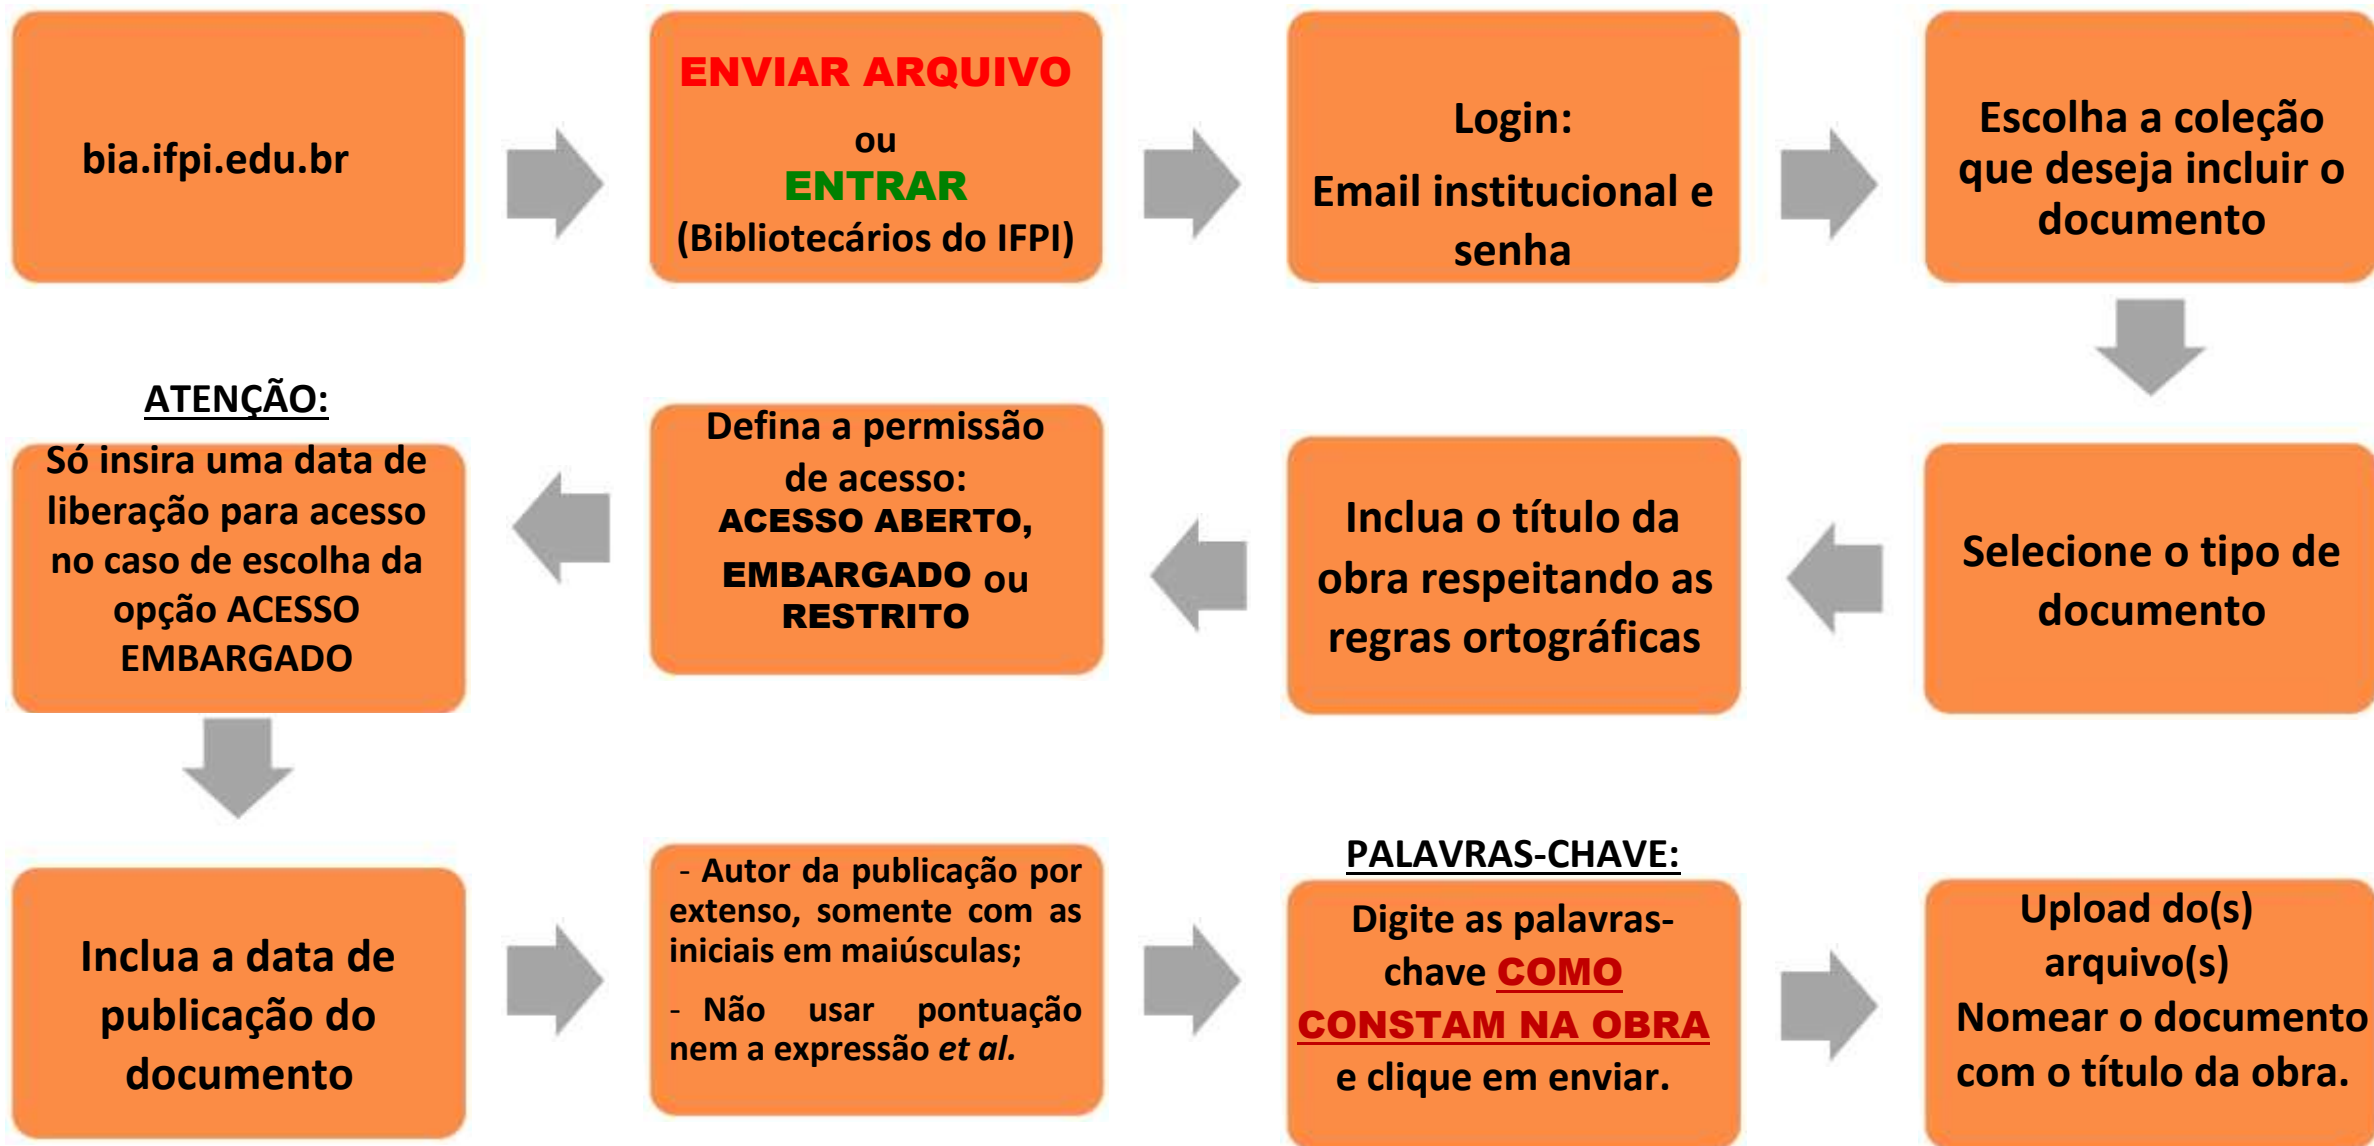 bia.ifpi.edu.br
ENVIAR ARQUIVO
ou
ENTRAR
(Bibliotecários do IFPI)
Login:
Email institucional e
senha
Escolha a coleção
que deseja incluir o
documento
Selecione o tipo de
documento
Inclua o título da
obra respeitando as
regras ortográficas
Defina a permissão
de acesso:
ACESSO ABERTO,
EMBARGADO ou
RESTRITO
ATENÇÃO:
Só insira uma data de
liberação para acesso
no caso de escolha da
opção ACESSO
EMBARGADO
Inclua a data de
publicação do
documento
- Autor da publicação por
extenso, somente com as
iniciais em maiúsculas;
- Não usar pontuação
nem a expressão et al.
PALAVRAS-CHAVE:
Digite as palavras-
chave COMO
CONSTAM NA OBRA
e clique em enviar.
Upload do(s)
arquivo(s)
Nomear o documento
com o título da obra.